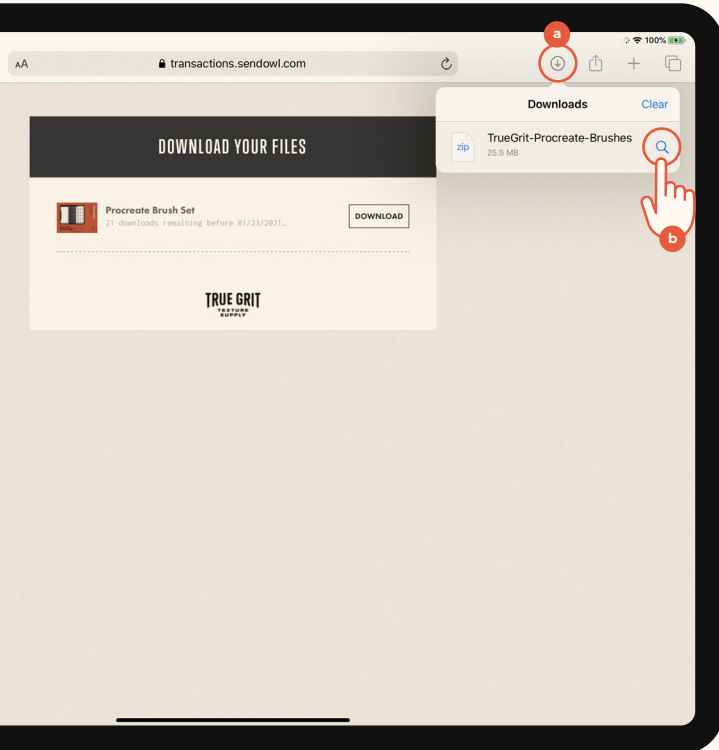 a
100%
AA
transactions.sendowl.com
Downloads
Clear
zip
TrueGrit-Procreate-Brushes
25.5 MB
b
DOWNLOAD YOUR FILES
Procreate Brush Set
21 downloads remaining before 01/23/2021…
DOWNLOAD
TRUE GRIT
TEXTURE
SUPPLY